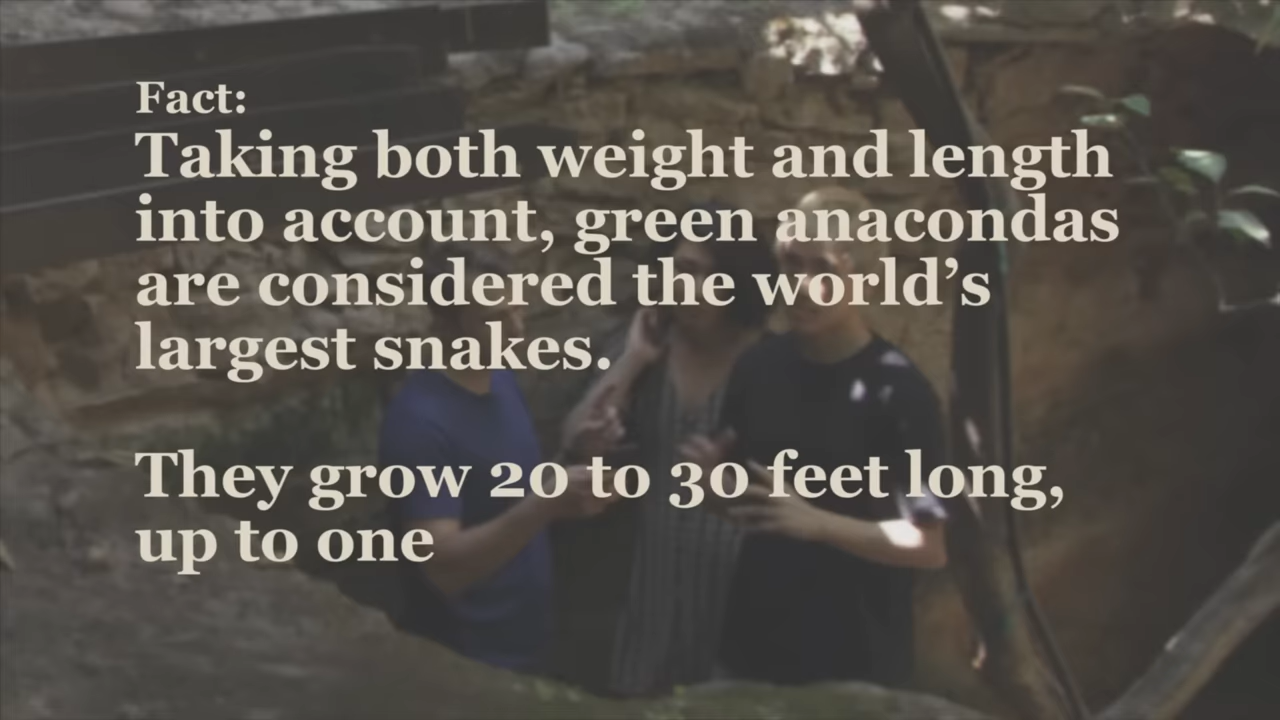 Fact:
Taking both weight and length
into account, green anacondas
are considered the world’s
largest snakes.
They grow 20 to 30 feet long,
up to one